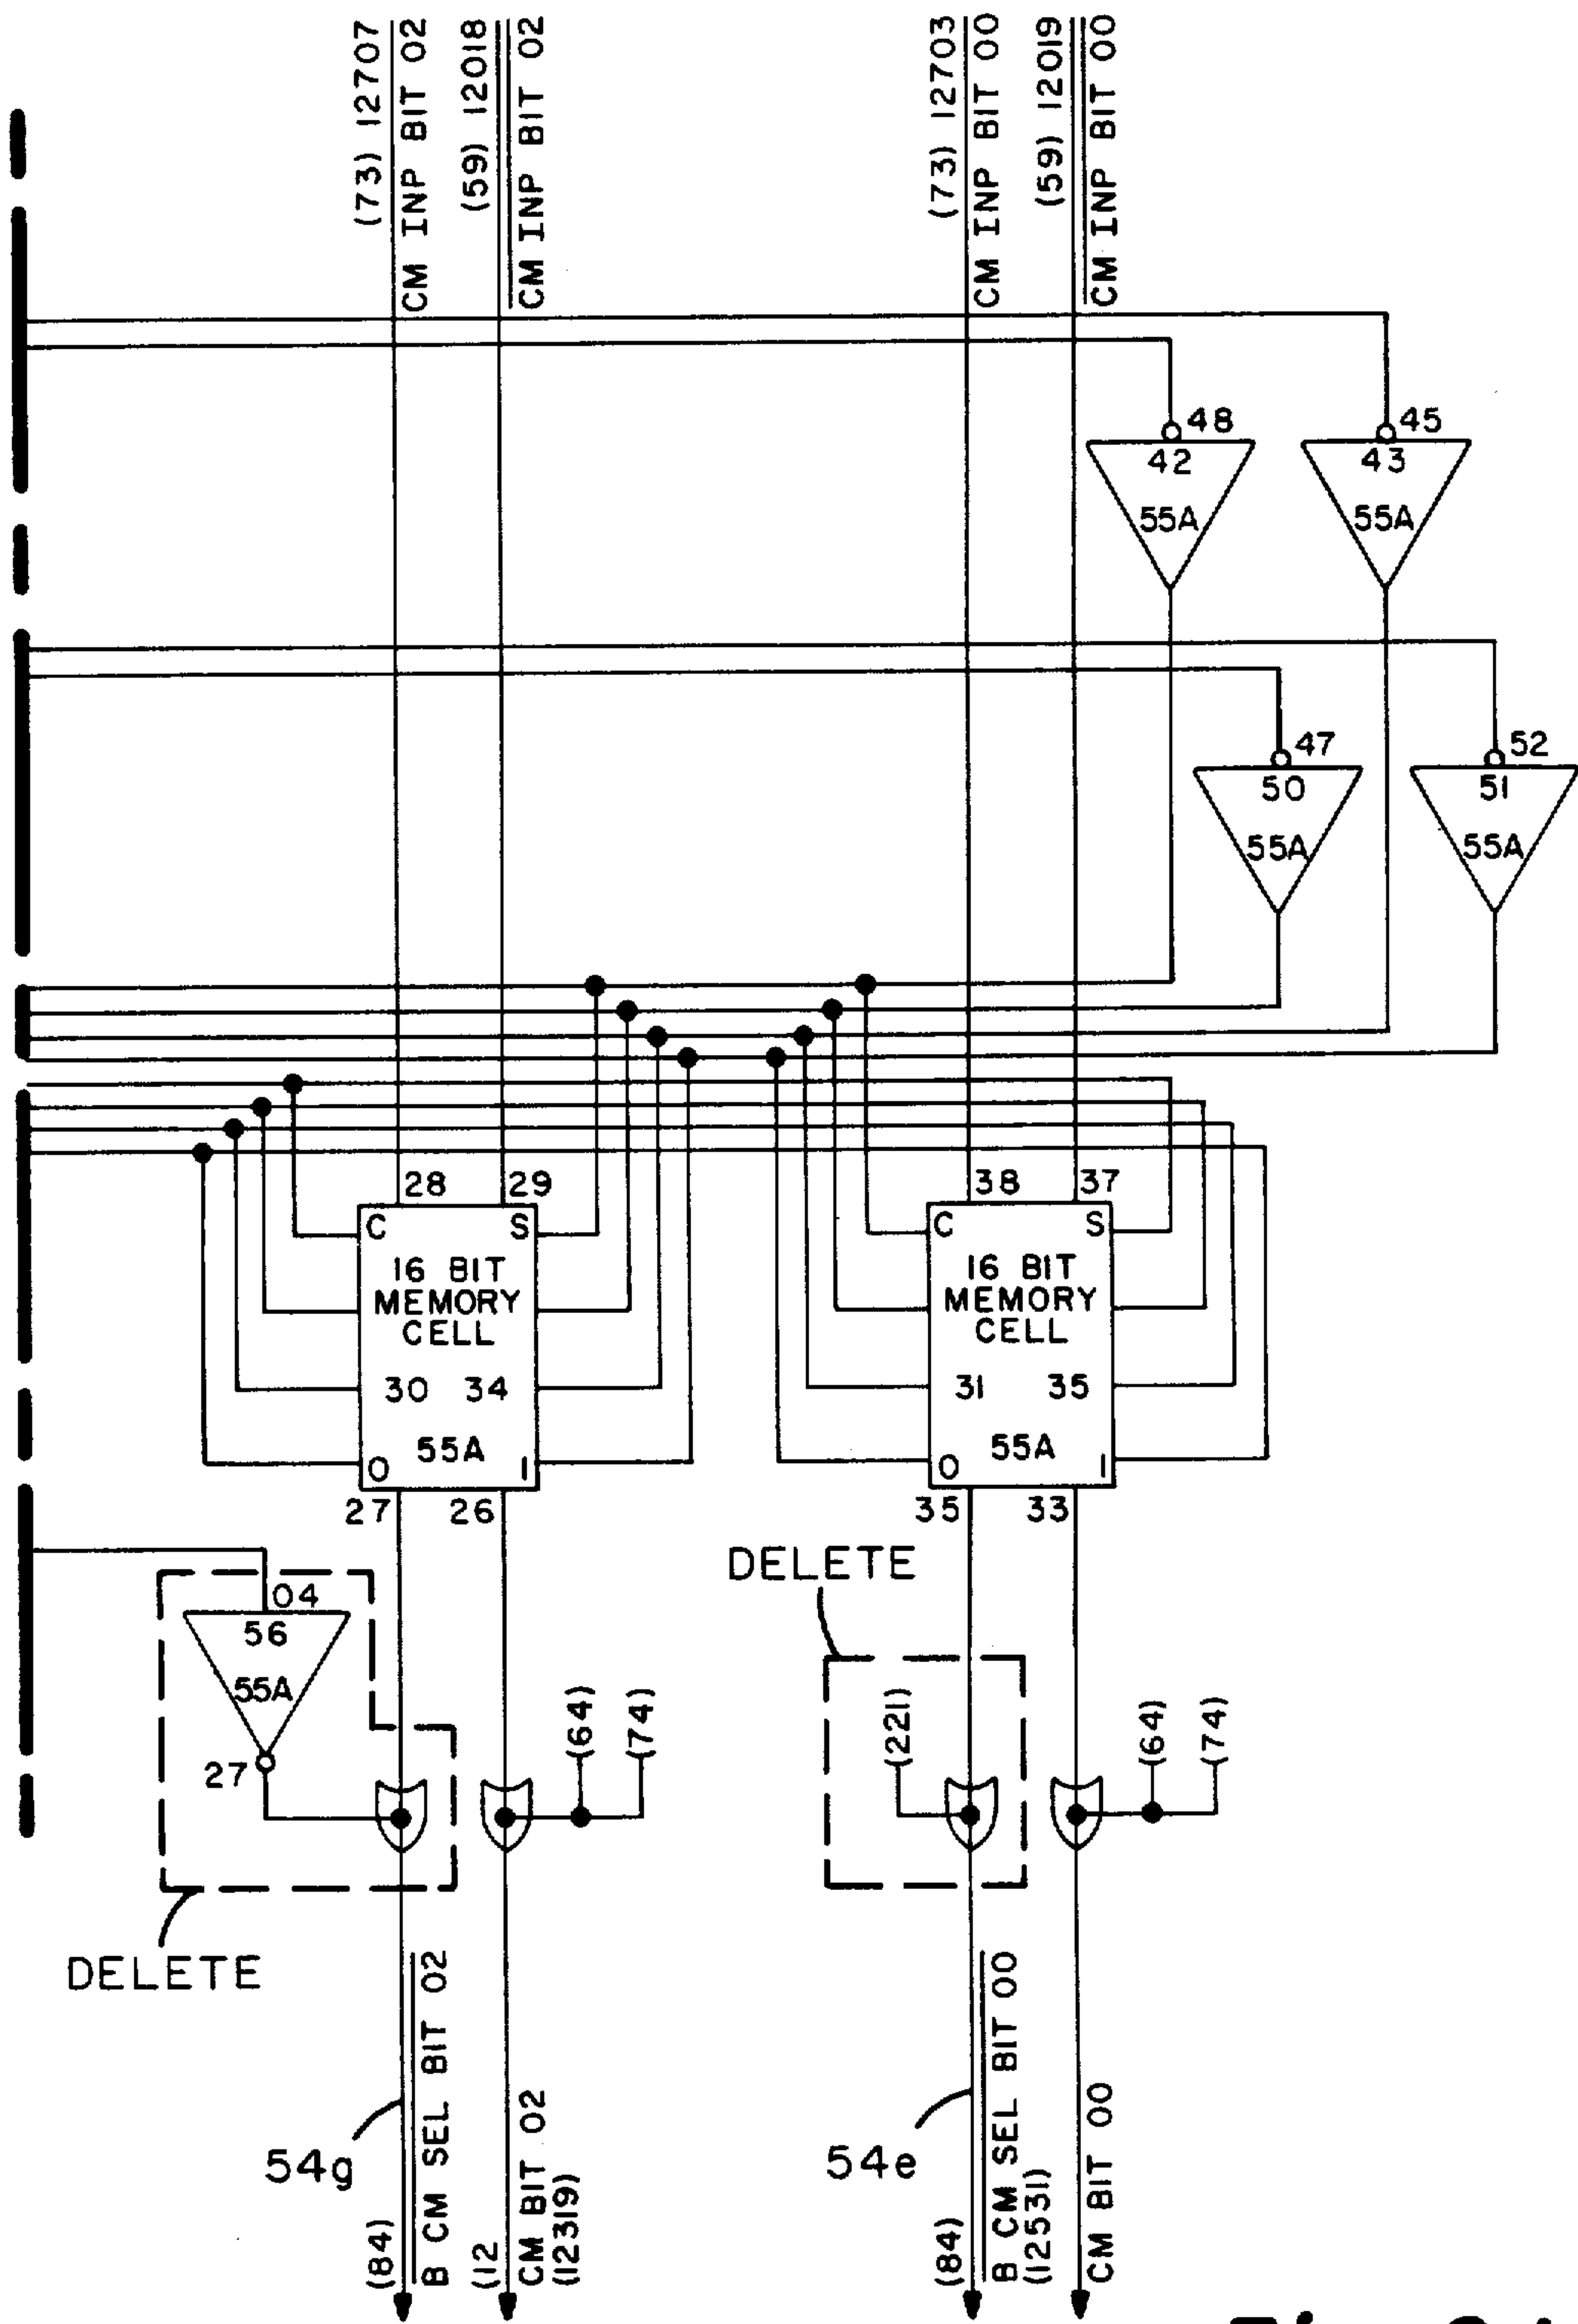 (73) 12707
CM INP BIT 02
(59) 12018
CM INP BIT 02
(73) 12703
CM INP BIT 00
(59) 12019
CM INP BIT 00
48
42
55A
45
43
55A
47
50
55A
52
51
55A
28
29
C
S
16 BIT
MEMORY
CELL
30
34
55A
O
1
27
26
38
37
C
S
16 BIT
MEMORY
CELL
31
35
55A
O
1
35
33
04
56
55A
27
DELETE
(64)
(74)
DELETE
(221)
(64)
(74)
54g
(84)
B CM SEL BIT 02
(12
CM BIT 02
(12319)
54e
(84)
B CM SEL BIT 00
(12531)
CM BIT 00